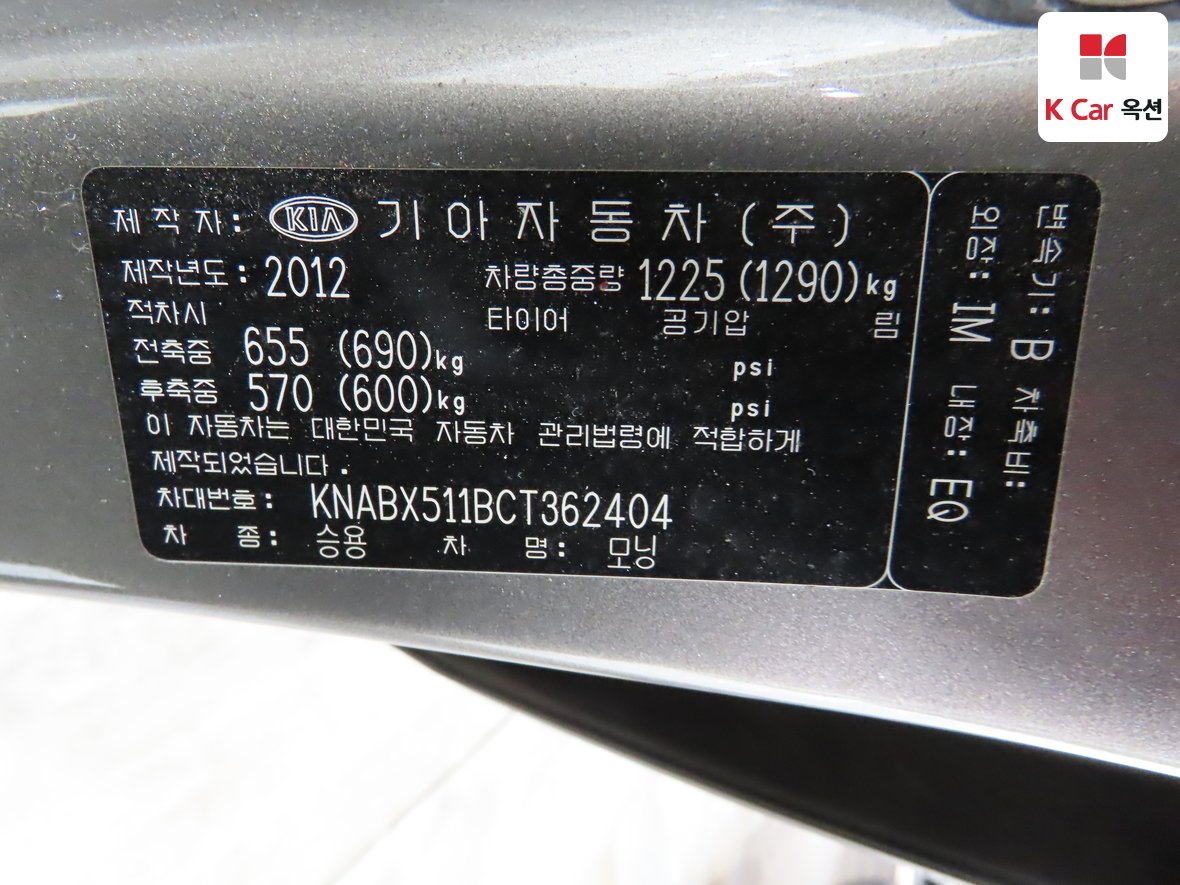 K Car 옥션
제 작 자 : KIA 기 아 자 동 차 ( 주 )
제작년도 : 2012 차량총중량 1225 (1290)kg
적차시 타이어 공기압 림
전축중 655 (690)kg psi
후축중 570 (600)kg psi
이 자동차는 대한민국 자동차 관리법령에 적합하게
제작되었습니다 .
차대번호 : KNABX511BCT362404
차 종 : 승용 차 명 : 모닝
변속기 : B 차축비 :
외장 : IM 내장 : EQ